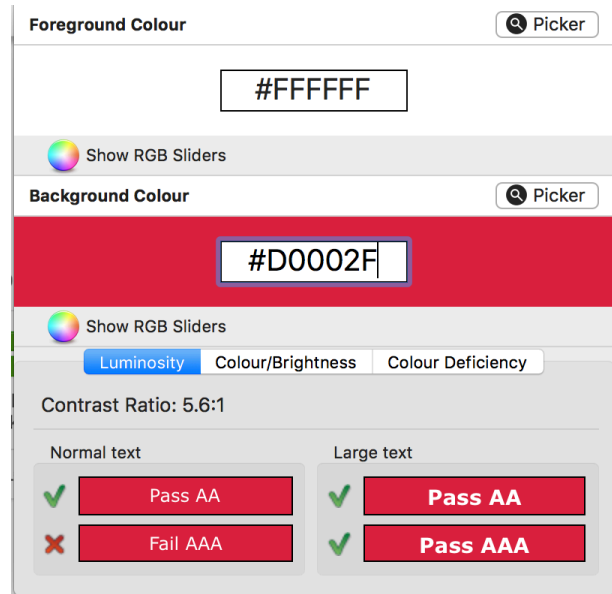 Foreground Colour
Picker
#FFFFFF
Show RGB Sliders
Background Colour
Picker
#D0002F
Show RGB Sliders
Luminosity Colour/Brightness Colour Deficiency
Contrast Ratio: 5.6:1
Normal text
Large text
Pass AA
Pass AA
Fail AAA
Pass AAA